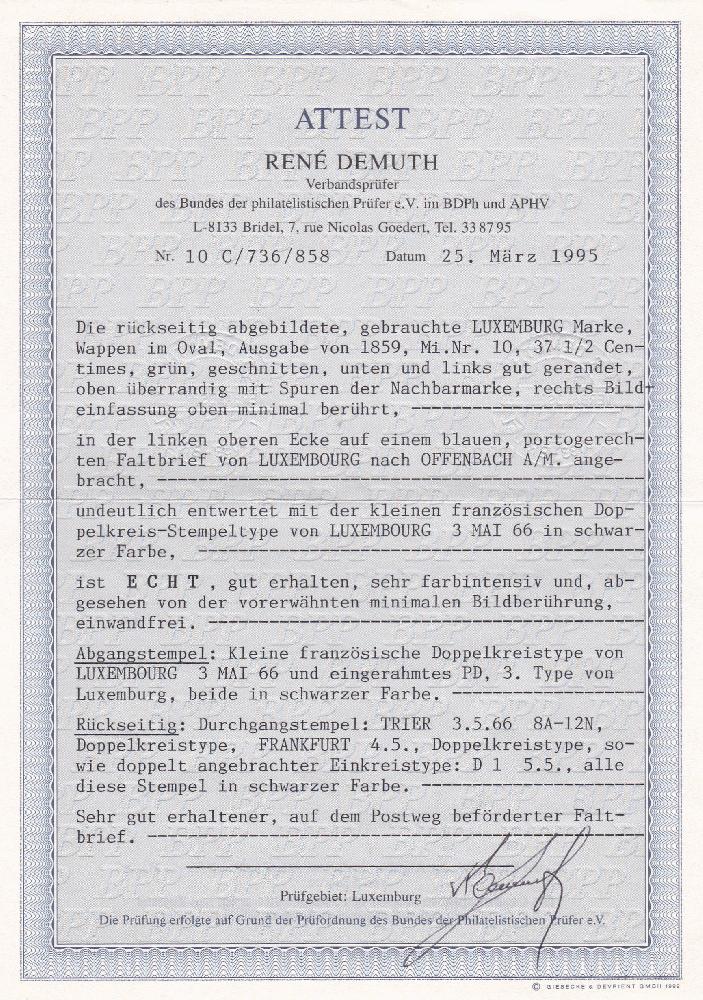 ATTEST
RENÉ DEMUTH
Verbandsprüfer
des Bundes der philatelistischen Prüfer e.V. im BDPh und APHV
L-8133 Bridel, 7, rue Nicolas Goedert, Tel. 33 87 95
Nr. 10 C/736/858 Datum 25. März 1995
Die rückseitig abgebildete, gebrauchte LUXEMBURG Marke,
Wappen im Oval, Ausgabe von 1859, Mi.Nr. 10, 37 1/2 Cen-
times, grün, geschnitten, unten und links gut gerandet,
oben überrandig mit Spuren der Nachbarmarke, rechts Bild-
einfassung oben minimal berührt,
in der linken oberen Ecke auf einem blauen, portogerech-
ten Faltbrief von LUXEMBOURG nach OFFENBACH A/M. ange-
bracht,
undeutlich entwertet mit der kleinen französischen Dop-
pelkreis-Stempeltype von LUXEMBOURG 3 MAI 66 in schwar-
zer Farbe,
ist E C H T , gut erhalten, sehr farbintensiv und, ab-
gesehen von der vorerwähnten minimalen Bildberührung,
einwandfrei.
Abgangstempel: Kleine französische Doppelkreistype von
LUXEMBOURG 3 MAI 66 und eingerahmtes PD, 3. Type von
Luxemburg, beide in schwarzer Farbe.
Rückseitig: Durchgangstempel: TRIER 3.5.66 8A-12N,
Doppelkreistype, FRANKFURT 4.5., Doppelkreistype, so-
wie doppelt angebrachter Einkreistype: D 1 5.5., alle
diese Stempel in schwarzer Farbe.
Sehr gut erhaltener, auf dem Postweg beförderter Falt-
brief.
Prüfgebiet: Luxemburg
Die Prüfung erfolgte auf Grund der Prüfordnung des Bundes der Philatelistischen Prüfer e.V.
© GIESECKE & DEVRIENT GMBH